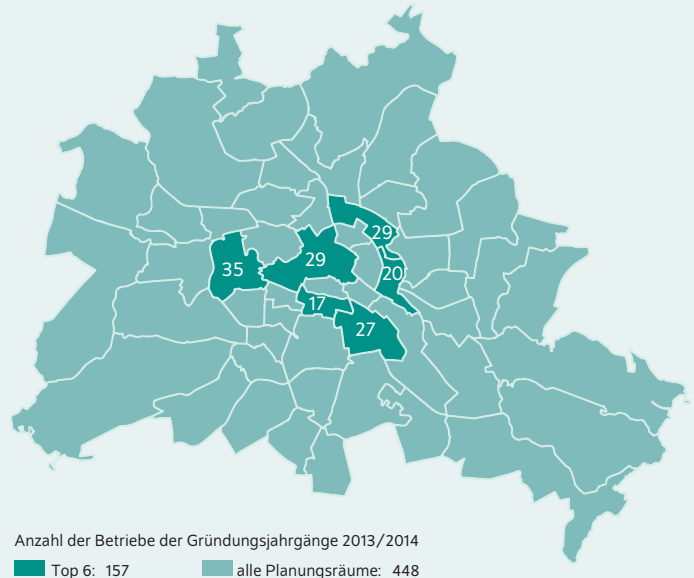 29
35
29
20
17
27
Anzahl der Betriebe der Gründungsjahrgänge 2013/2014
Top 6: 157
alle Planungsräume: 448